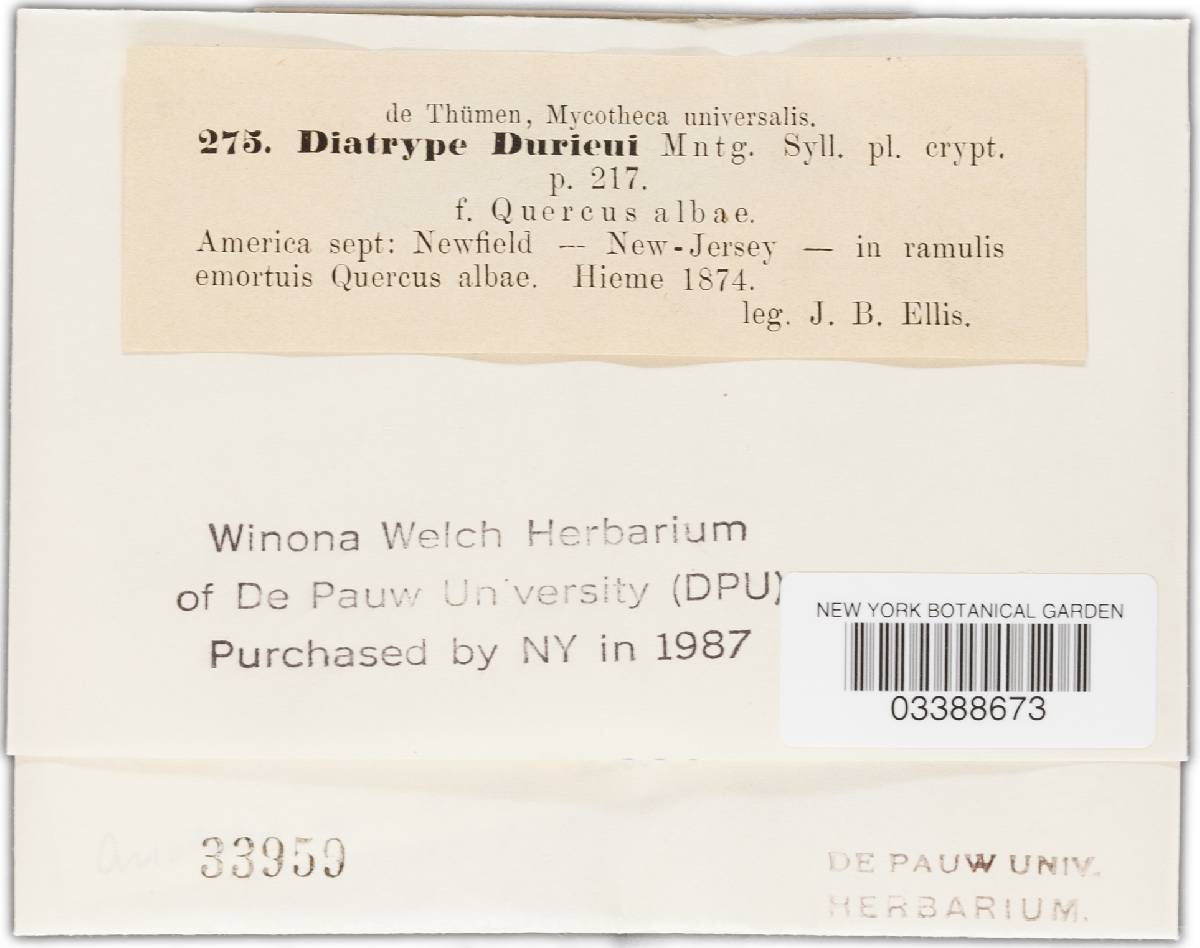 de Thümen, Mycotheca universalis.
275. Diatrype Durieui Mntg. Syll. pl. crypt.
p. 217.
f. Quercus albae.
America sept: Newfield — New-Jersey — in ramulis
emortuis Quercus albae. Hieme 1874.
leg. J. B. Ellis.
Winona Welch Herbarium
of De Pauw University (DPU)
Purchased by NY in 1987
NEW YORK BOTANICAL GARDEN
03388673
33959
DE PAUW UNIV.
HERBARIUM.